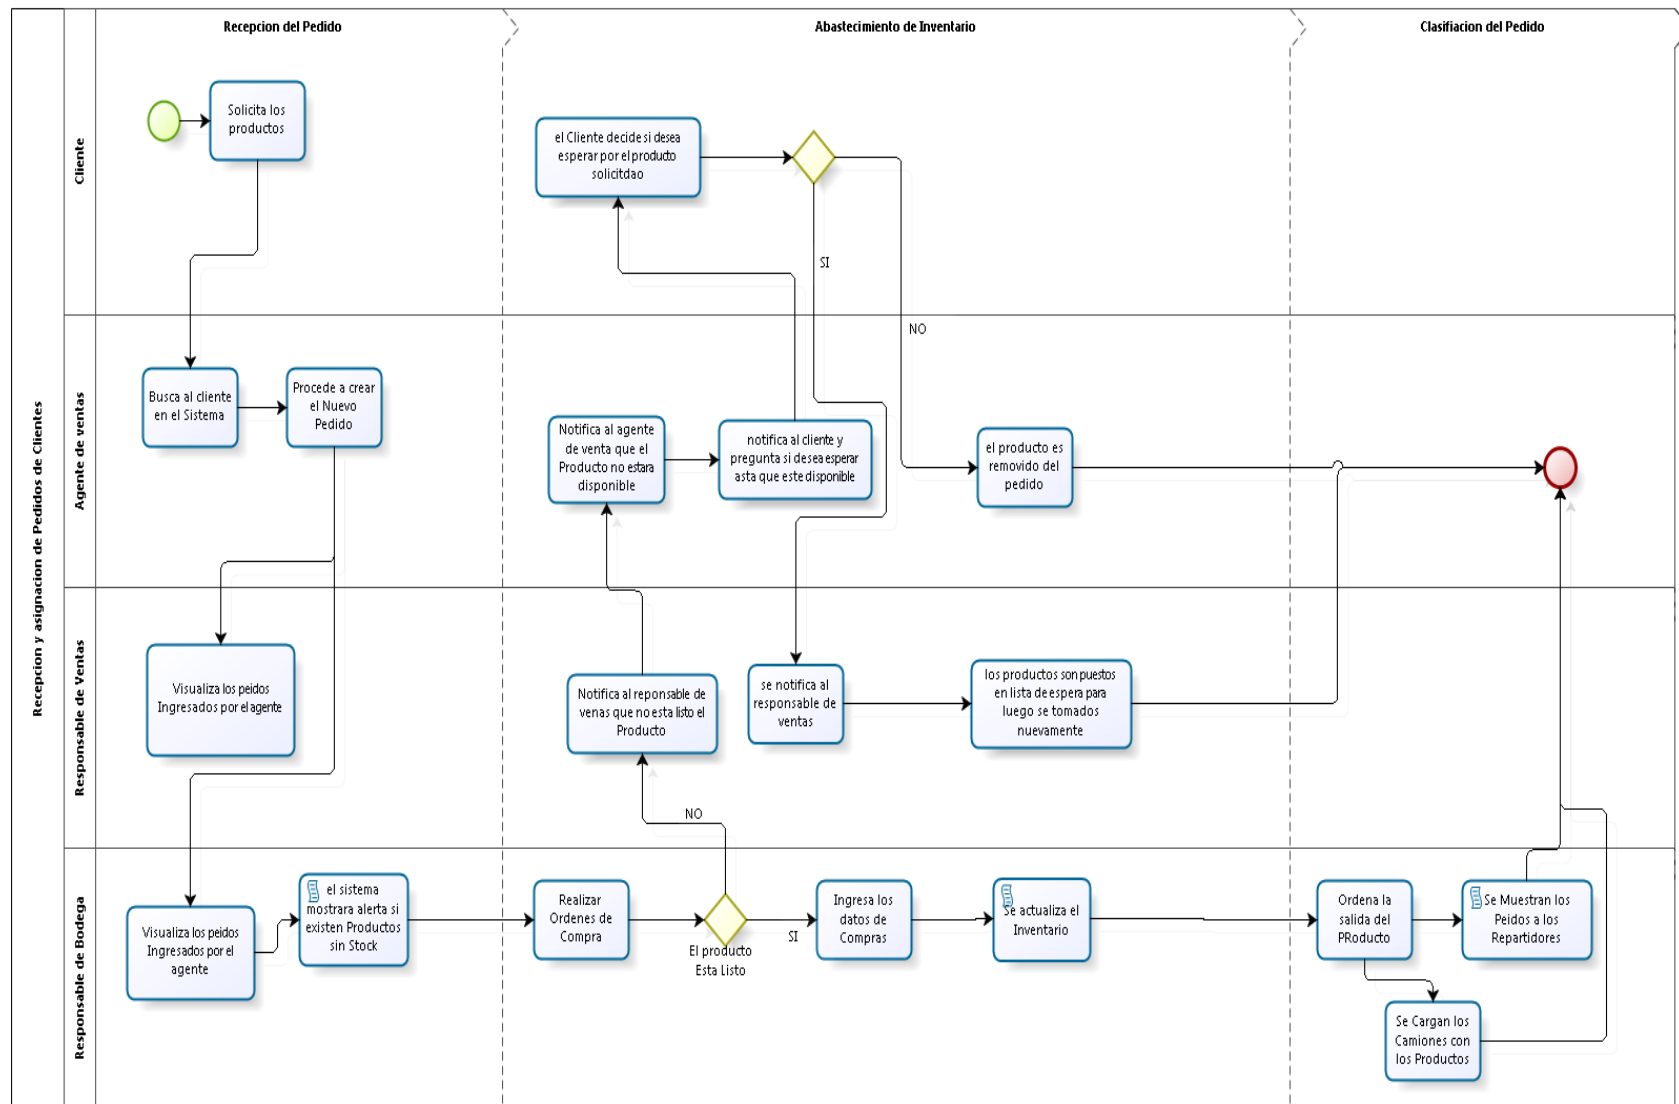 Recepcion del Pedido
Abastecimiento de Inventario
Clasifiacion del Pedido
Recepcion y asignacion de Pedidos de Clientes
Cliente
Solicita los
productos
el Cliente decide si desea
esperar por el producto
solicitdao
SI
NO
Agente de ventas
Busca al cliente
en el Sistema
Procede a crear
el Nuevo
Pedido
Notifica al agente
de venta que el
Producto no estara
disponible
notifica al cliente y
pregunta si desea esperar
asta que este disponible
el producto es
removido del
pedido
Responsable de Ventas
Visualiza los peidos
Ingresados por el agente
Notifica al reponsable de
venas que no esta listo el
Producto
se notifica al
responsable de
ventas
los productos son puestos
en lista de espera para
luego se tomados
nuevamente
NO
Responsable de Bodega
Visualiza los peidos
Ingresados por el
agente
el sistema
mostrara alerta si
existen Productos
sin Stock
Realizar
Ordenes de
Compra
El producto
Esta Listo
SI
Ingresa los
datos de
Compras
Se actualiza el
Inventario
Ordena la
salida del
PRoducto
Se Muestran los
Peidos a los
Repartidores
Se Cargan los
Camiones con
los Productos